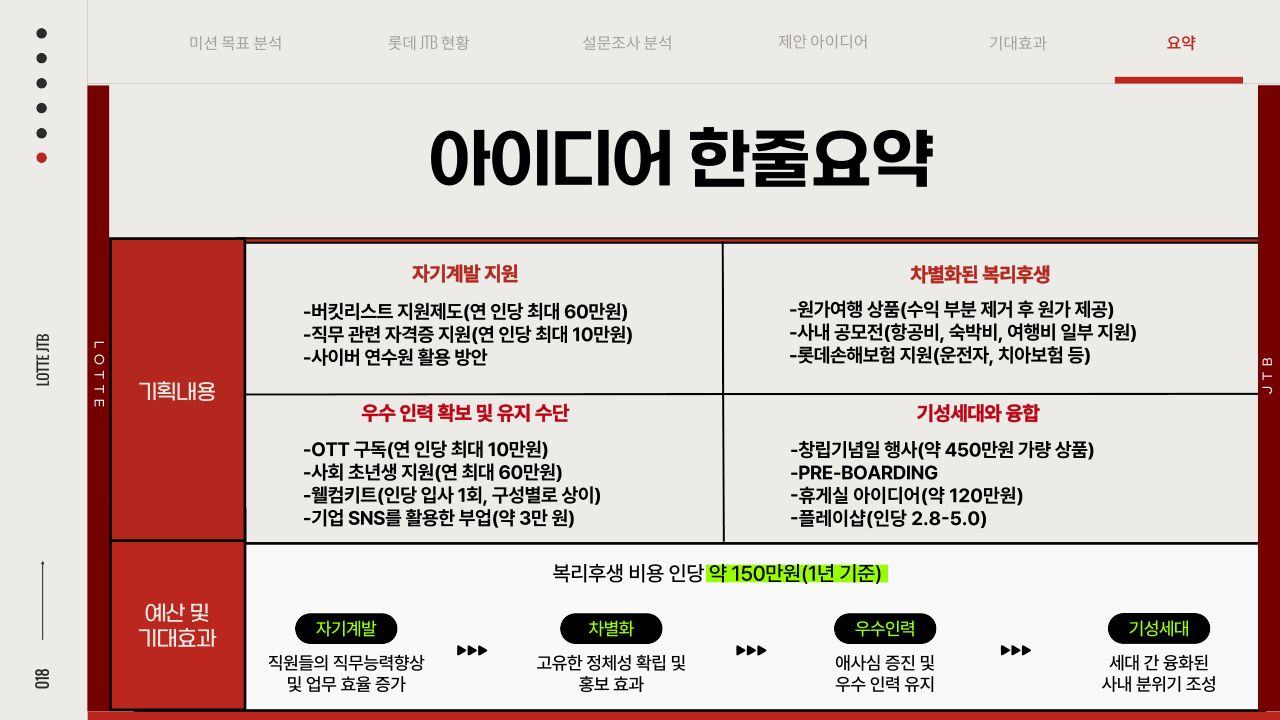 미션 목표 분석
롯데 JTB 현황
설문조사 분석
제안 아이디어
기대효과
요약
아이디어 한줄요약
LOTTE JTB
018
LOTTE
JTB
기획내용
자기계발 지원
-버킷리스트 지원제도(연 인당 최대 60만원)
-직무 관련 자격증 지원(연 인당 최대 10만원)
-사이버 연수원 활용 방안
차별화된 복리후생
-원가여행 상품(수익 부분 제거 후 원가 제공)
-사내 공모전(항공비, 숙박비, 여행비 일부 지원)
-롯데손해보험 지원(운전자, 치아보험 등)
우수 인력 확보 및 유지 수단
-OTT 구독(연 인당 최대 10만원)
-사회 초년생 지원(연 최대 60만원)
-웰컴키트(인당 입사 1회, 구성별로 상이)
-기업 SNS를 활용한 부업(약 3만 원)
기성세대와 융합
-창립기념일 행사(약 450만원 가량 상품)
-PRE-BOARDING
-휴게실 아이디어(약 120만원)
-플레이샵(인당 2.8-5.0)
예산 및
기대효과
복리후생 비용 인당 약 150만원(1년 기준)
자기계발
직원들의 직무능력향상
및 업무 효율 증가
차별화
고유한 정체성 확립 및
홍보 효과
우수인력
애사심 증진 및
우수 인력 유지
기성세대
세대 간 융화된
사내 분위기 조성